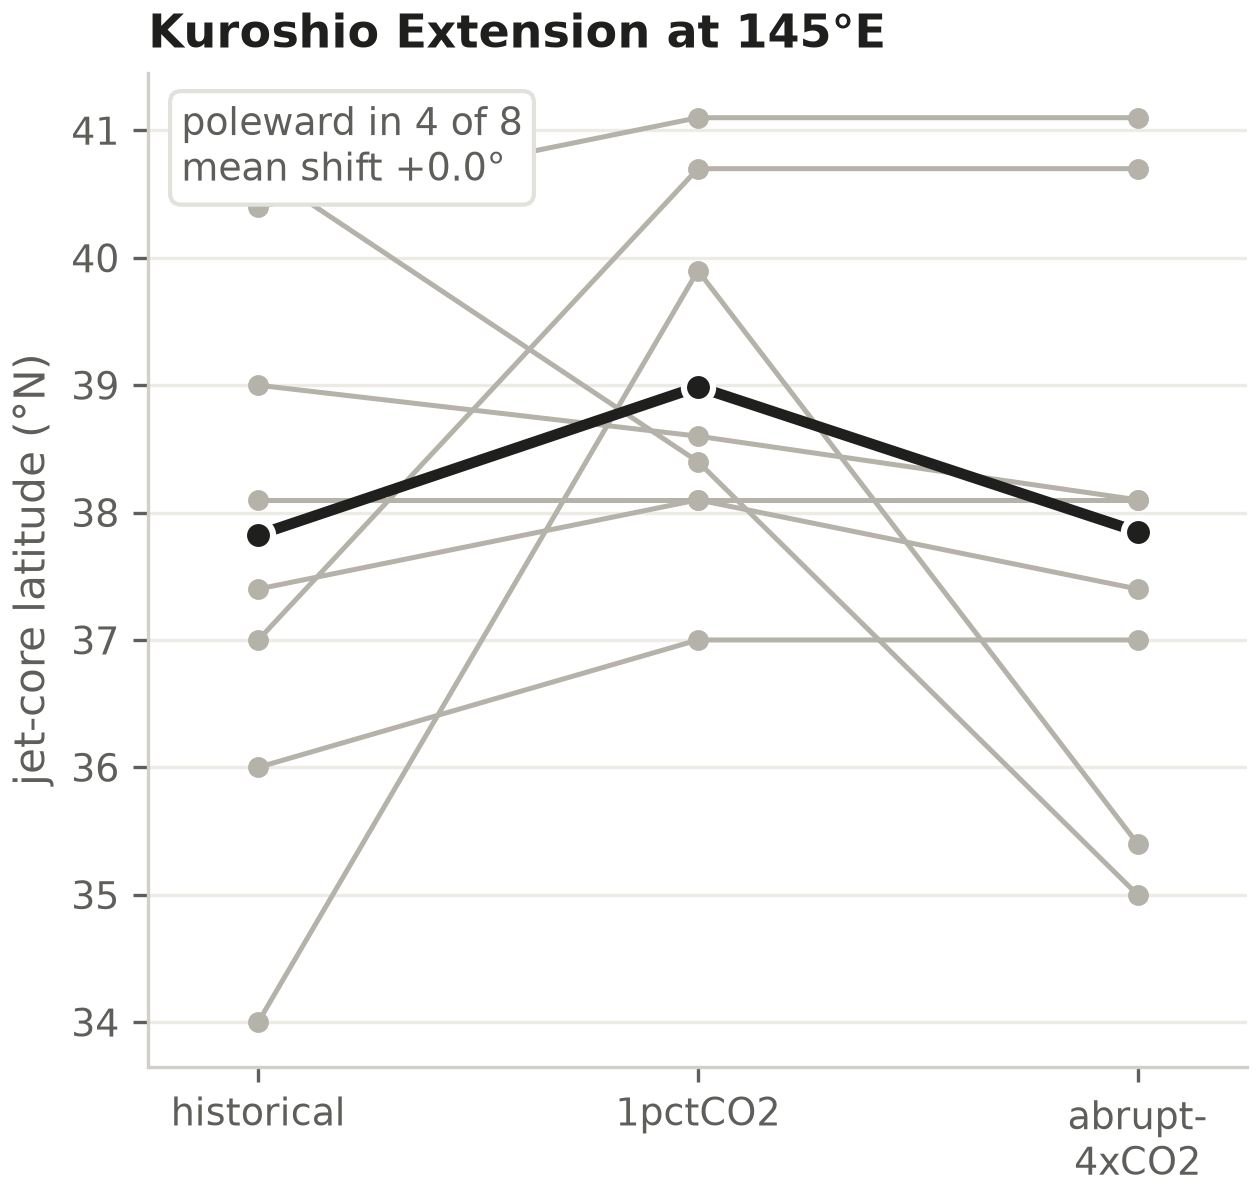 Kuroshio Extension at 145°E
poleward in 4 of 8
mean shift +0.0°
jet-core latitude (°N)
41
40
39
38
37
36
35
34
historical
1pctCO2
abrupt-
4xCO2